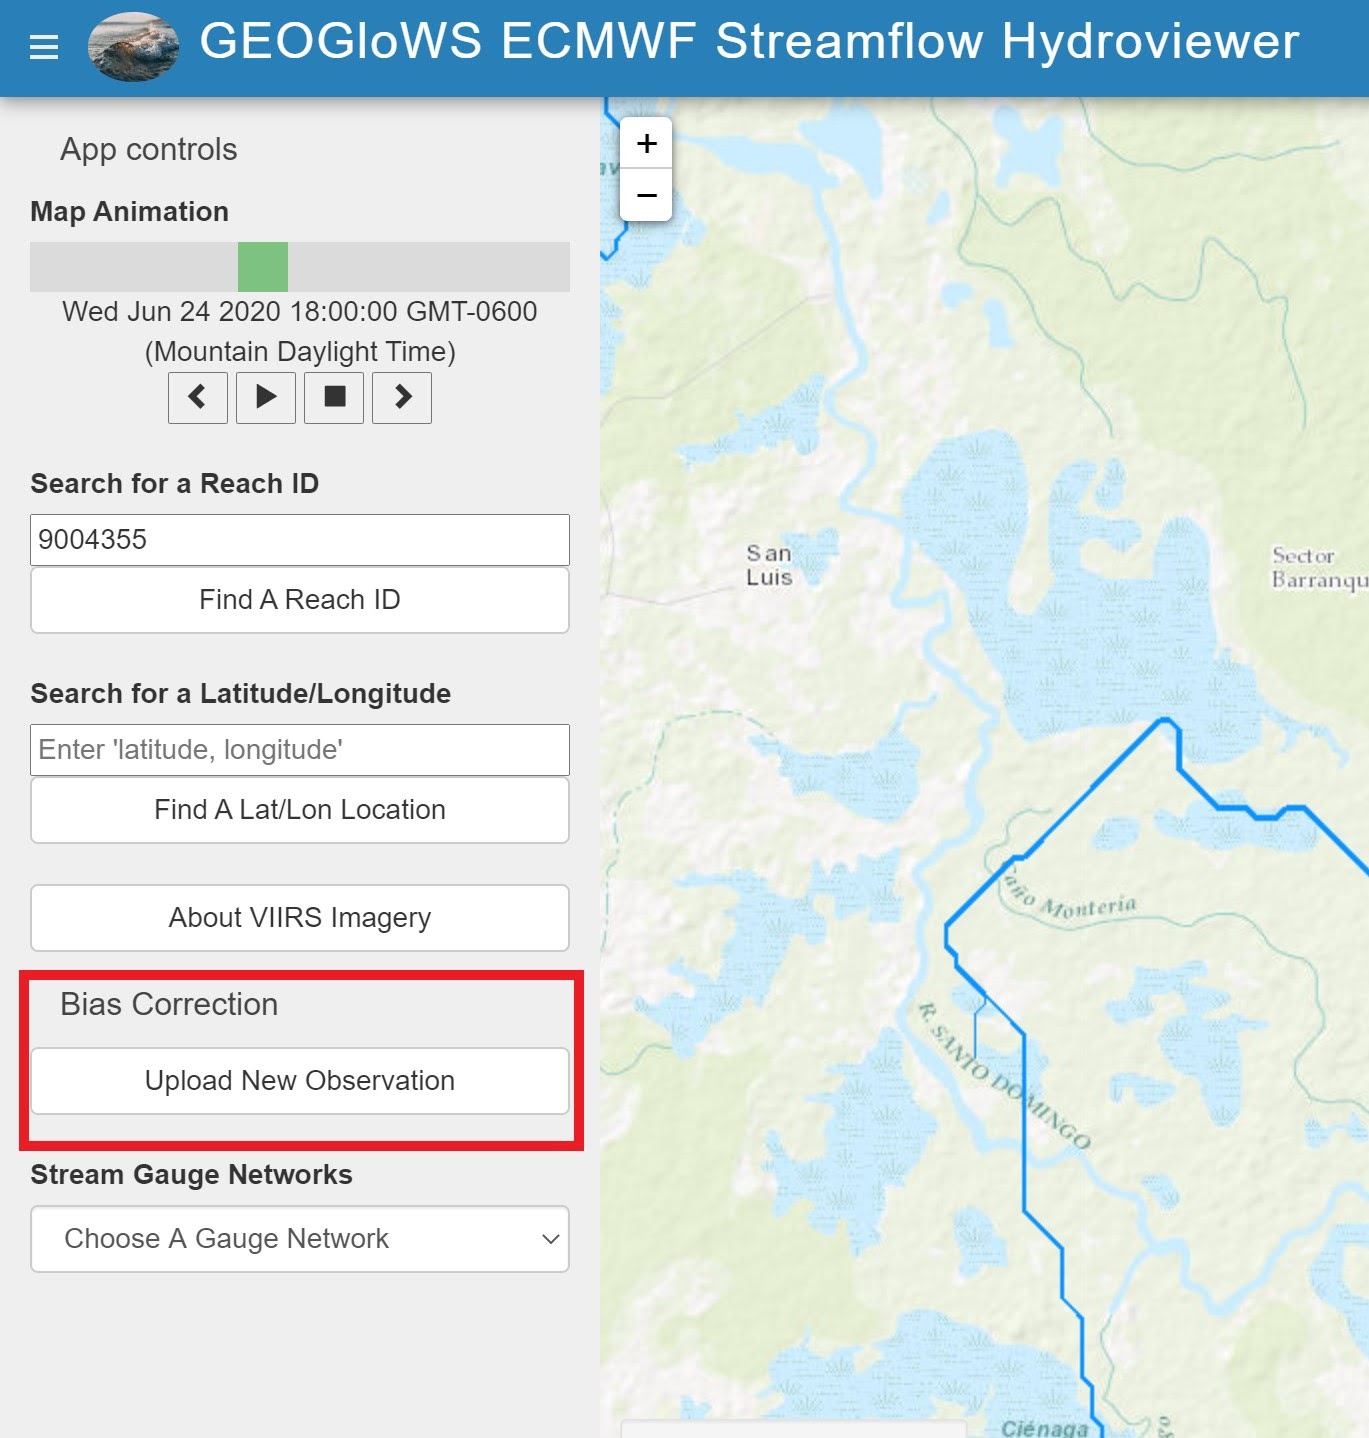 GEOGloWS ECMWF Streamflow Hydroviewer
App controls
Map Animation
Wed Jun 24 2020 18:00:00 GMT-0600
(Mountain Daylight Time)
Search for a Reach ID
9004355
Find A Reach ID
Search for a Latitude/Longitude
Enter 'latitude, longitude'
Find A Lat/Lon Location
About VIIRS Imagery
Bias Correction
Upload New Observation
Stream Gauge Networks
Choose A Gauge Network
+
−
San
Luis
Sector
Barranqu
Caño Monteria
R. SANTO DOMINGO
Ciénaga